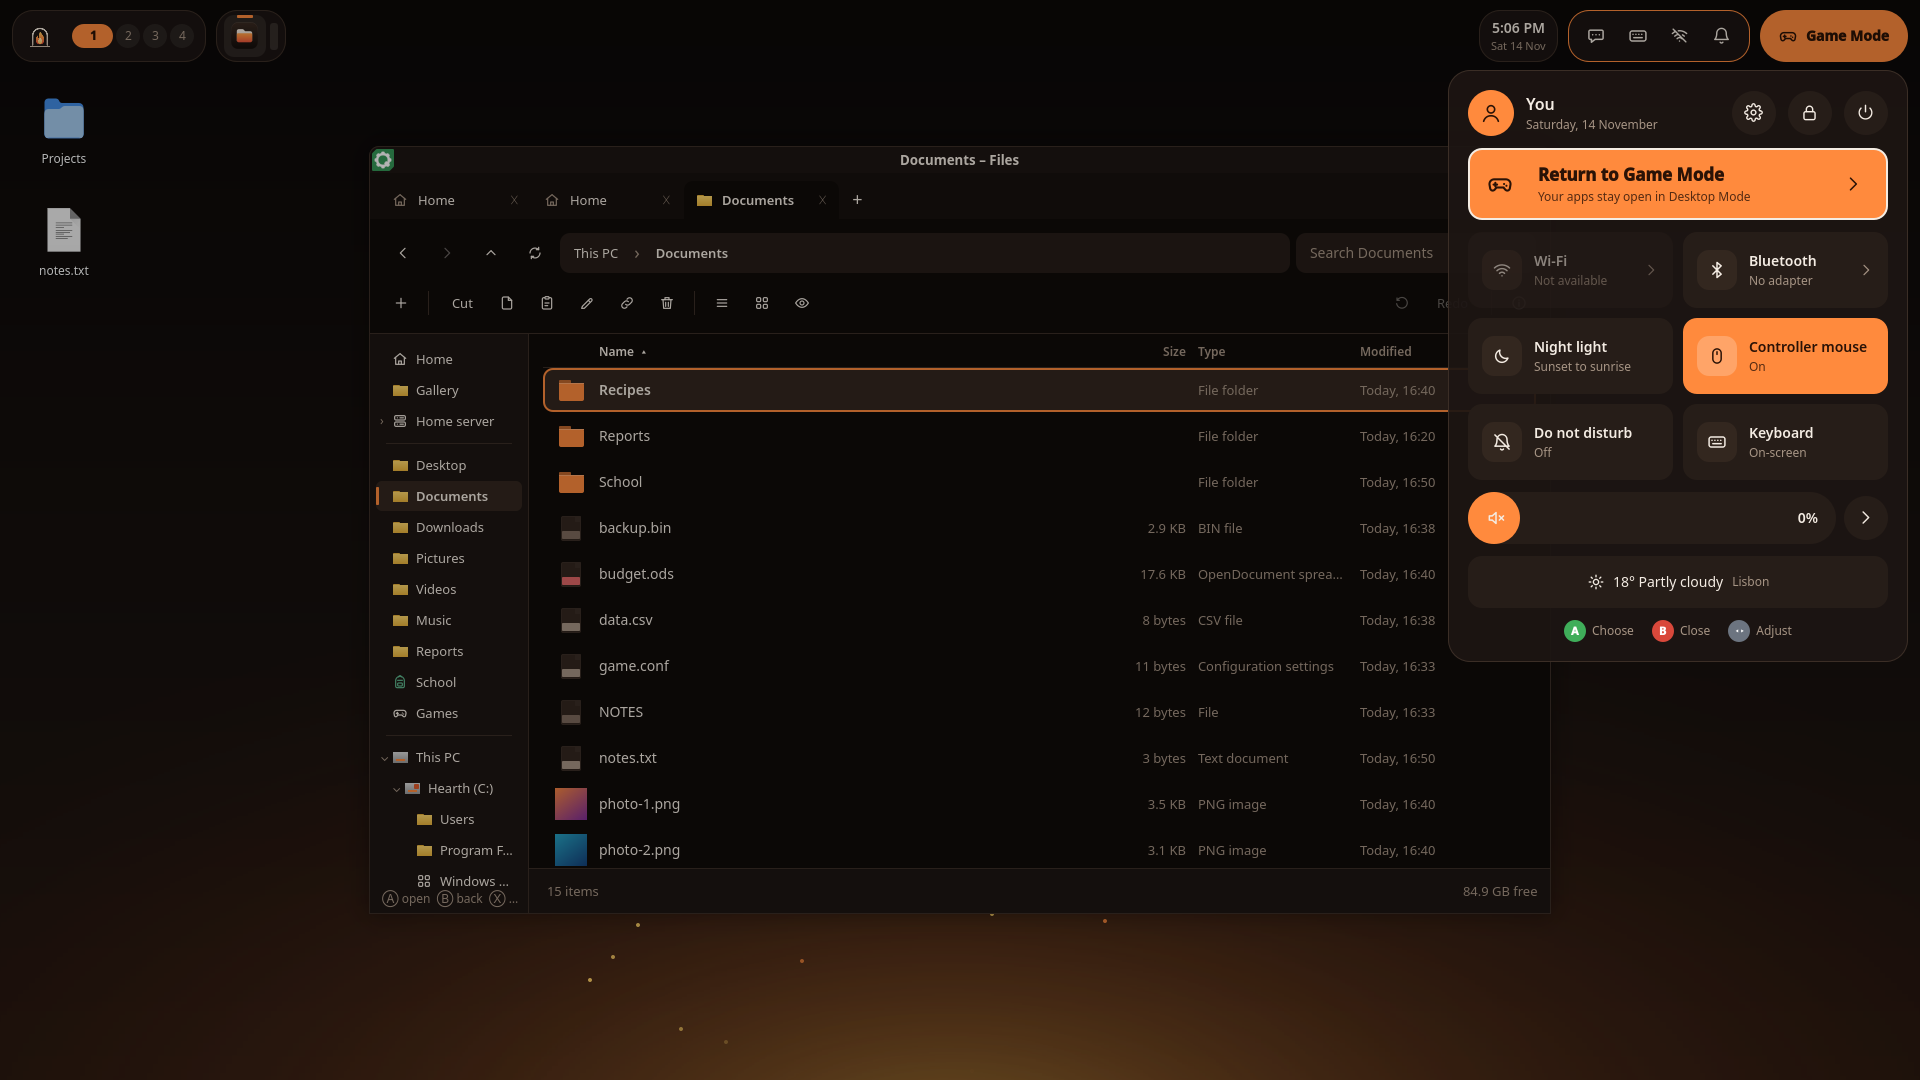 1 2 3 4
5:06 PM
Sat 14 Nov
Game Mode
Projects
notes.txt
Documents – Files
Home
Home
Documents
This PC
Documents
Search Documents
Cut
Home
Gallery
Home server
Desktop
Documents
Downloads
Pictures
Videos
Music
Reports
School
Games
This PC
Hearth (C:)
Users
Program F...
Windows ...
A open B back X ...
Name Size Type Modified
Recipes File folder Today, 16:40
Reports File folder Today, 16:20
School File folder Today, 16:50
backup.bin 2.9 KB BIN file Today, 16:38
budget.ods 17.6 KB OpenDocument sprea... Today, 16:40
data.csv 8 bytes CSV file Today, 16:38
game.conf 11 bytes Configuration settings Today, 16:33
NOTES 12 bytes File Today, 16:33
notes.txt 3 bytes Text document Today, 16:50
photo-1.png 3.5 KB PNG image Today, 16:40
photo-2.png 3.1 KB PNG image Today, 16:40
15 items 84.9 GB free
You
Saturday, 14 November
Return to Game Mode
Your apps stay open in Desktop Mode
Wi-Fi
Not available
Bluetooth
No adapter
Night light
Sunset to sunrise
Controller mouse
On
Do not disturb
Off
Keyboard
On-screen
0%
18° Partly cloudy Lisbon
A Choose B Close Adjust